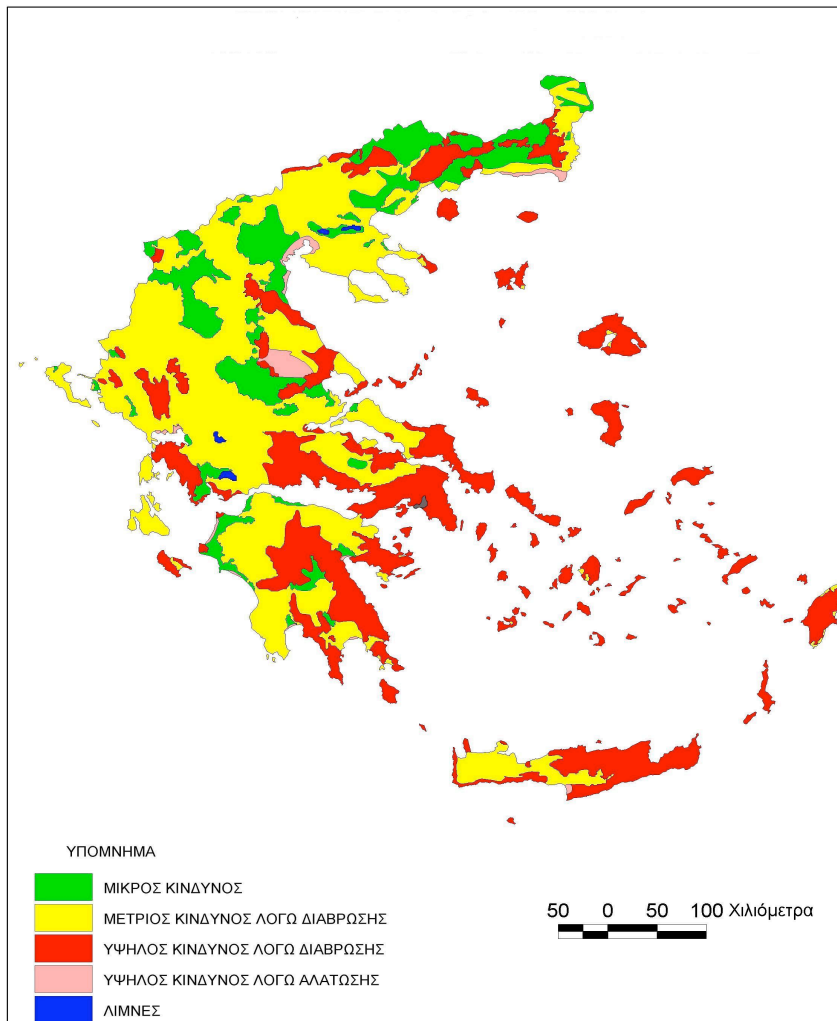 ΥΠΟΜΝΗΜΑ
ΜΙΚΡΟΣ ΚΙΝΔΥΝΟΣ
ΜΕΤΡΙΟΣ ΚΙΝΔΥΝΟΣ ΛΟΓΩ ΔΙΑΒΡΩΣΗΣ
ΥΨΗΛΟΣ ΚΙΝΔΥΝΟΣ ΛΟΓΩ ΔΙΑΒΡΩΣΗΣ
ΥΨΗΛΟΣ ΚΙΝΔΥΝΟΣ ΛΟΓΩ ΑΛΑΤΩΣΗΣ
ΛΙΜΝΕΣ
50 0 50 100 Χιλιόμετρα